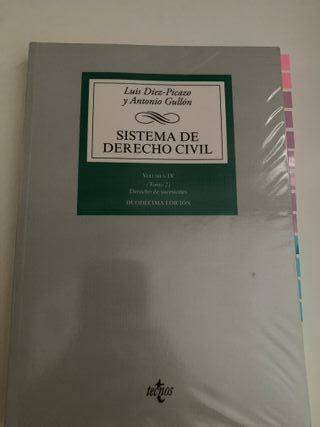 Luis Díez-Picazo
y Antonio Gullón
SISTEMA DE
DERECHO CIVIL
VOLUMEN IV
(Tomo 2)
Derecho de sucesiones
DUODÉCIMA EDICIÓN
tecnos